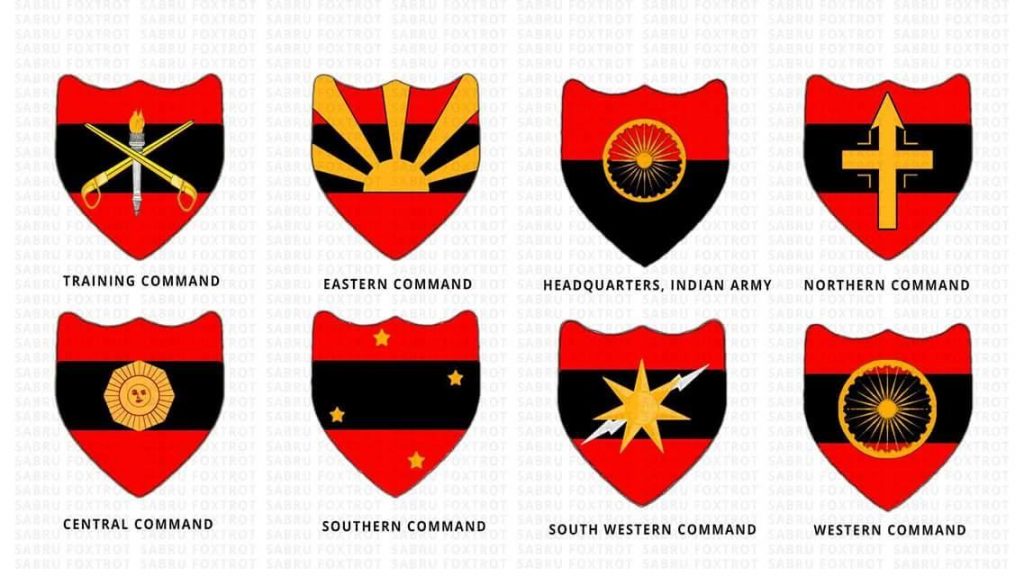 TRAINING COMMAND
EASTERN COMMAND
HEADQUARTERS, INDIAN ARMY
NORTHERN COMMAND
CENTRAL COMMAND
SOUTHERN COMMAND
SOUTH WESTERN COMMAND
WESTERN COMMAND
SABRU FOXTROT